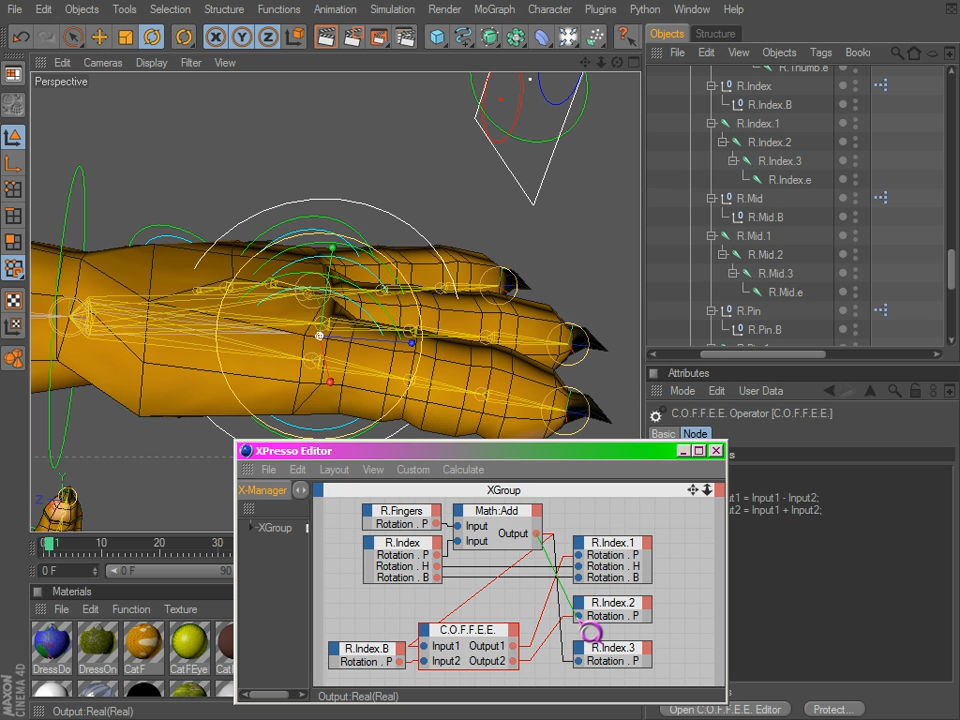 File Edit Objects Tools Selection Structure Functions Animation Simulation Render MoGraph Character Plugins Python Window Help
Edit Cameras Display Filter View
Perspective
Objects Structure
File Edit View Objects Tags Bookı
R.Thumb.e
R.Index
R.Index.B
R.Index.1
R.Index.2
R.Index.3
R.Index.e
R.Mid
R.Mid.B
R.Mid.1
R.Mid.2
R.Mid.3
R.Mid.e
R.Pin
R.Pin.B
Attributes
Mode Edit User Data
C.O.F.F.E.E. Operator [C.O.F.F.E.E.]
Basic Node
ut1 = Input1 - Input2;
ut2 = Input1 + Input2;
Open C.O.F.F.E.E. Editor Protect...
XPresso Editor
File Edit Layout View Custom Calculate
X-Manager
XGroup
XGroup
R.Fingers
Rotation . P
Math:Add
Input
Input
Output
R.Index
Rotation . P
Rotation . H
Rotation . B
R.Index.1
Rotation . P
Rotation . H
Rotation . B
R.Index.2
Rotation . P
C.O.F.F.E.E.
Input1 Output1
Input2 Output2
R.Index.B
Rotation . P
R.Index.3
Rotation . P
Output:Real(Real)
10 20 30 40
0 F 0 F 90
Materials
File Edit Function Texture
DressDo DressOn CatF CatFEye CatF
MAXON
CINEMA 4D
Output:Real(Real)